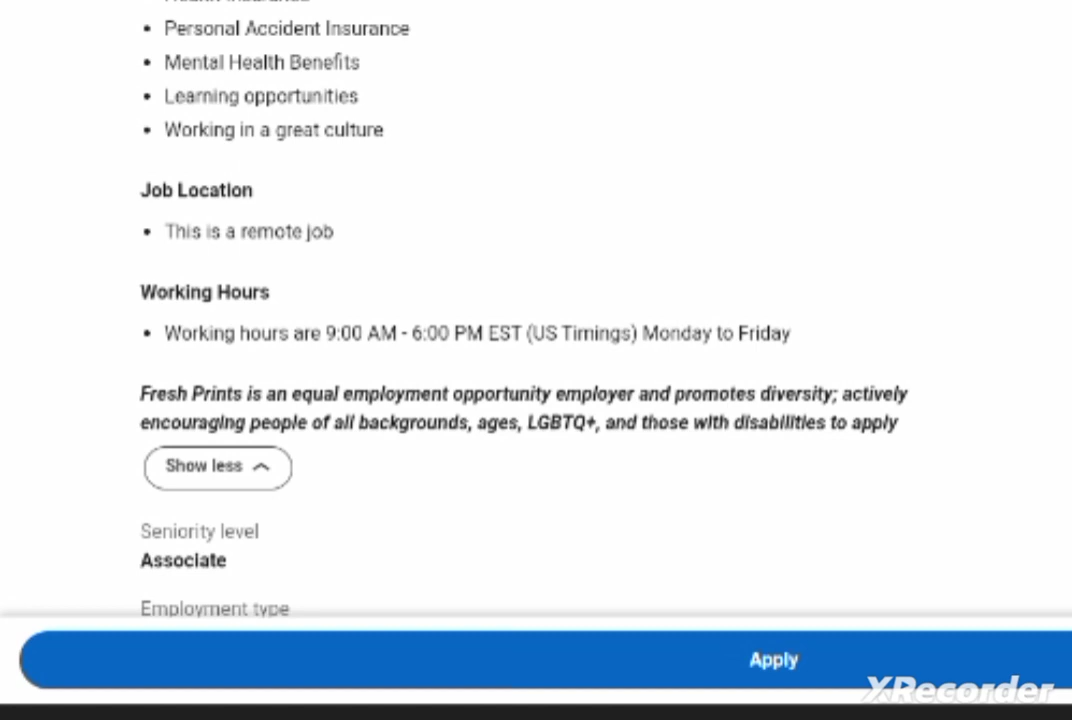 • Personal Accident Insurance
• Mental Health Benefits
• Learning opportunities
• Working in a great culture
Job Location
• This is a remote job
Working Hours
• Working hours are 9:00 AM - 6:00 PM EST (US Timings) Monday to Friday
Fresh Prints is an equal employment opportunity employer and promotes diversity; actively
encouraging people of all backgrounds, ages, LGBTQ+, and those with disabilities to apply
Show less
Seniority level
Associate
Employment type
Apply
XRecorder